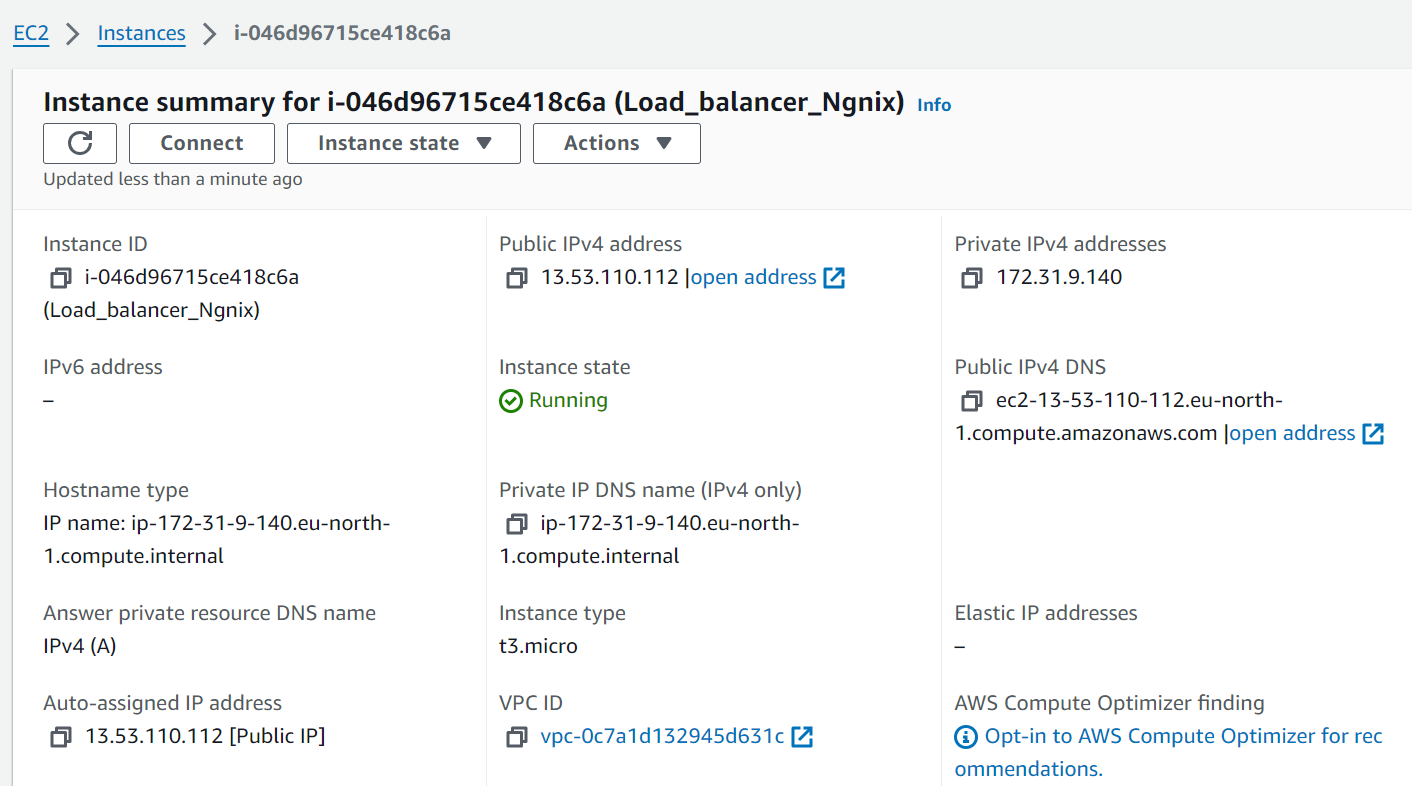 EC2 > Instances > i-046d96715ce418c6a
Instance summary for i-046d96715ce418c6a (Load_balancer_Ngnix) Info
Connect
Instance state
Actions
Updated less than a minute ago
Instance ID
i-046d96715ce418c6a
(Load_balancer_Ngnix)
Public IPv4 address
13.53.110.112 |open address
Private IPv4 addresses
172.31.9.140
IPv6 address
–
Instance state
Running
Public IPv4 DNS
ec2-13-53-110-112.eu-north-
1.compute.amazonaws.com |open address
Hostname type
IP name: ip-172-31-9-140.eu-north-
1.compute.internal
Private IP DNS name (IPv4 only)
ip-172-31-9-140.eu-north-
1.compute.internal
Answer private resource DNS name
IPv4 (A)
Instance type
t3.micro
Elastic IP addresses
–
Auto-assigned IP address
13.53.110.112 [Public IP]
VPC ID
vpc-0c7a1d132945d631c
AWS Compute Optimizer finding
Opt-in to AWS Compute Optimizer for rec
ommendations.